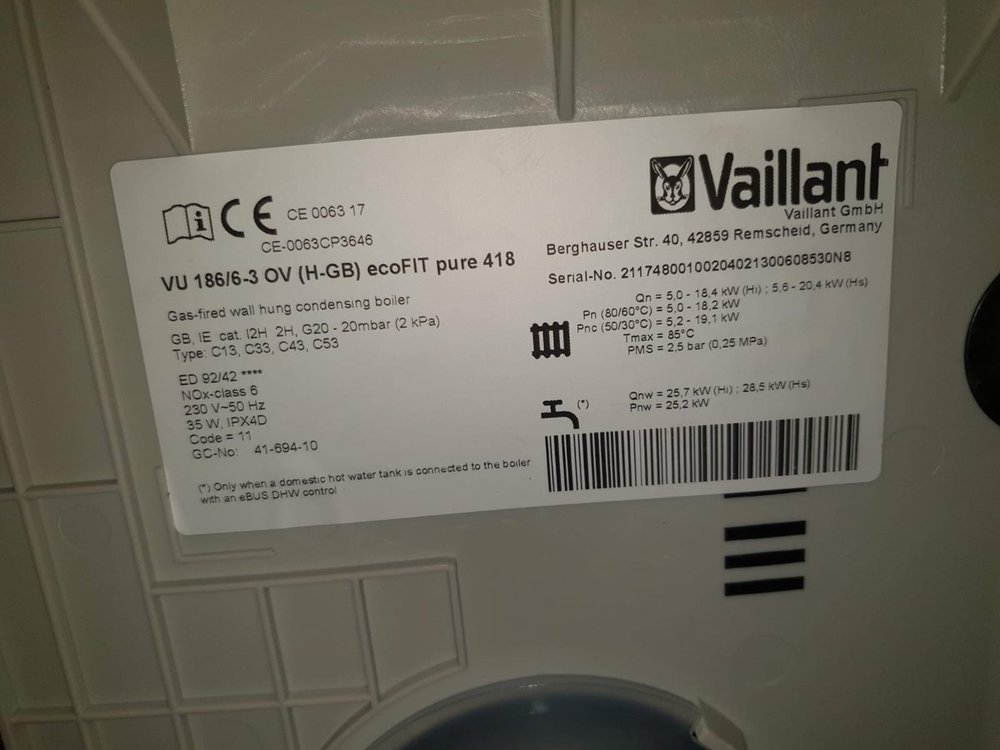 CE CE 0063 17
CE-0063CP3646
VU 186/6-3 OV (H-GB) ecoFIT pure 418
Gas-fired wall hung condensing boiler
GB, IE cat. I2H 2H, G20 - 20mbar (2 kPa)
Type: C13, C33, C43, C53
ED 92/42 ****
NOx-class 6
230 V~50 Hz
35 W, IPX4D
Code = 11
GC-No: 41-694-10
(*) Only when a domestic hot water tank is connected to the boiler
with an eBUS DHW control
Vaillant
Vaillant GmbH
Berghauser Str. 40, 42859 Remscheid, Germany
Serial-No. 21174800100204021300608530N8
Qn = 5,0 - 18,4 kW (Hi) : 5,6 - 20,4 kW (Hs)
Pn (80/60°C) = 5,0 - 18,2 kW
Pnc (50/30°C) = 5,2 - 19,1 kW
Tmax = 85°C
PMS = 2,5 bar (0,25 MPa)
(*)
Qnw = 25,7 kW (Hi) : 28,5 kW (Hs)
Pnw = 25,2 kW